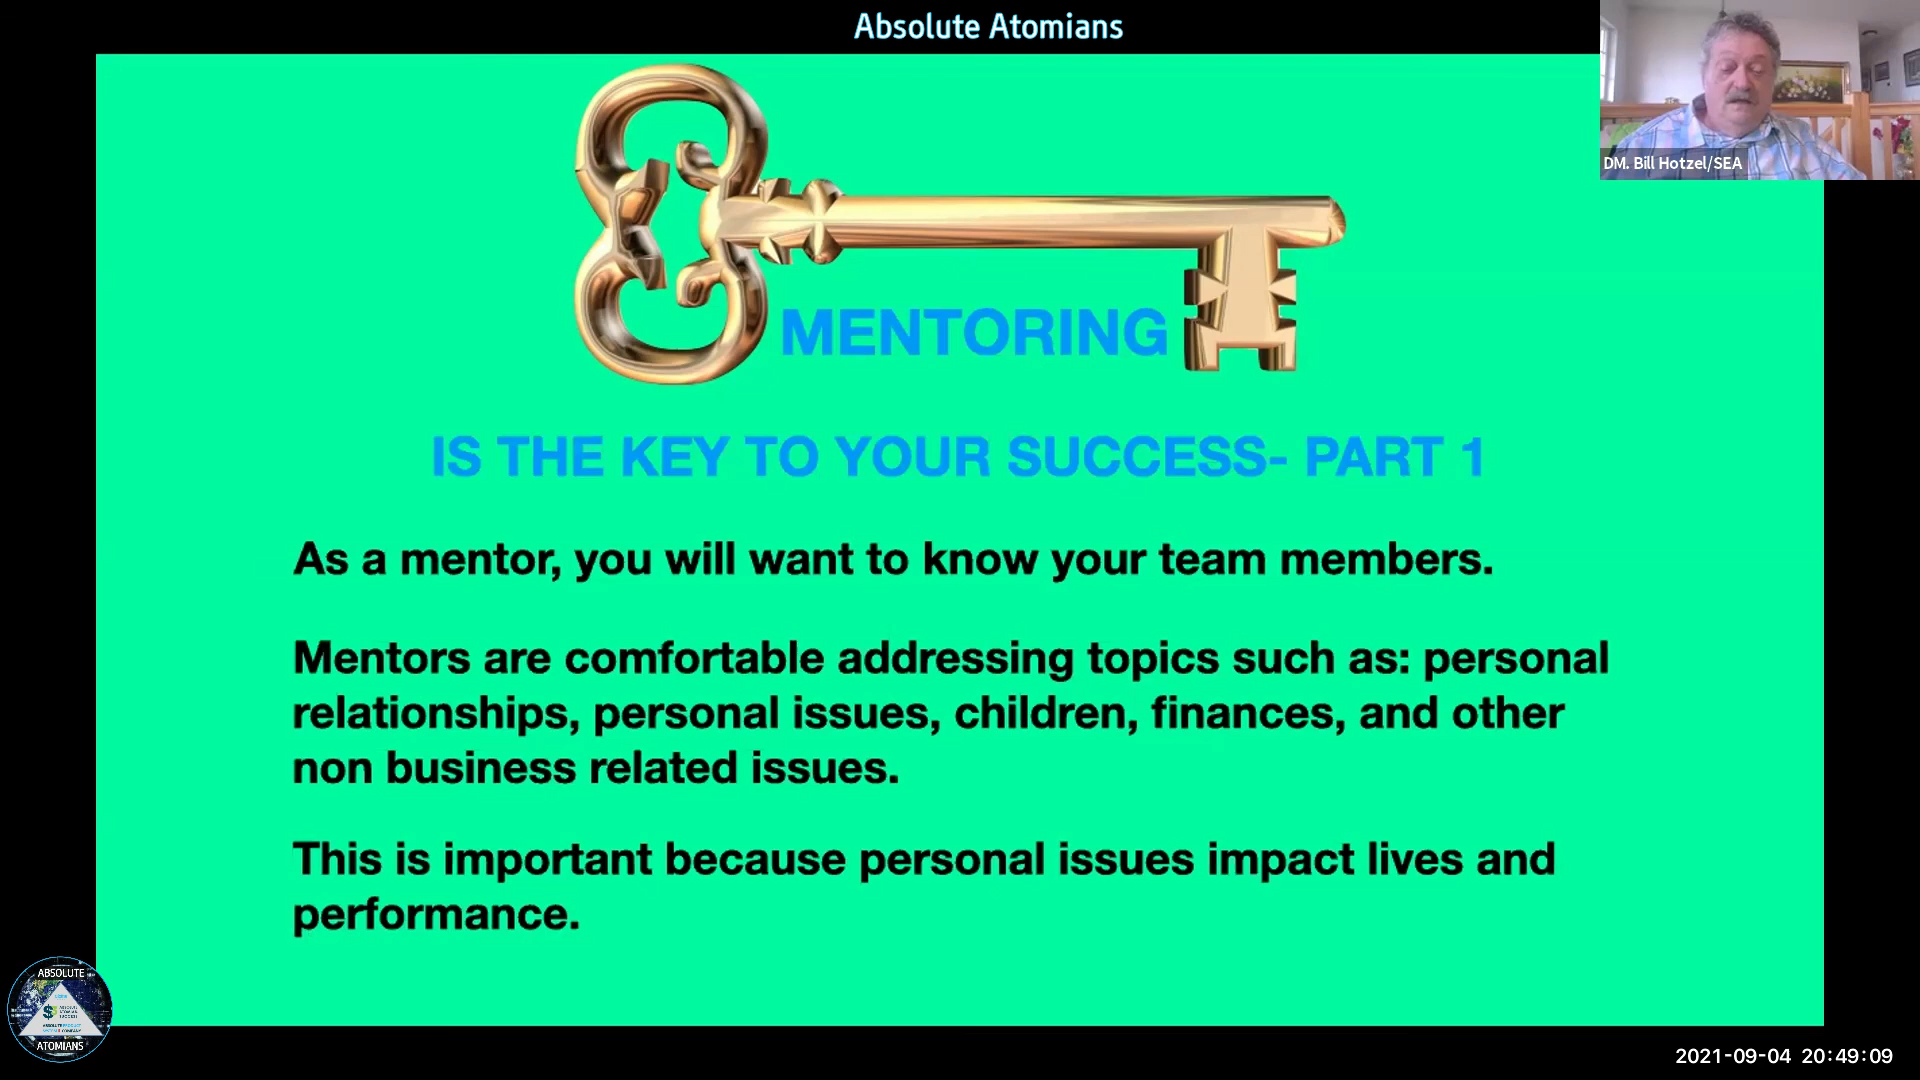 Absolute Atomians
DM. Bill Hotzel/SEA
MENTORING
IS THE KEY TO YOUR SUCCESS- PART 1
As a mentor, you will want to know your team members.
Mentors are comfortable addressing topics such as: personal
relationships, personal issues, children, finances, and other
non business related issues.
This is important because personal issues impact lives and
performance.
ABSOLUTE
ATOMIANS
2021-09-04 20:49:09